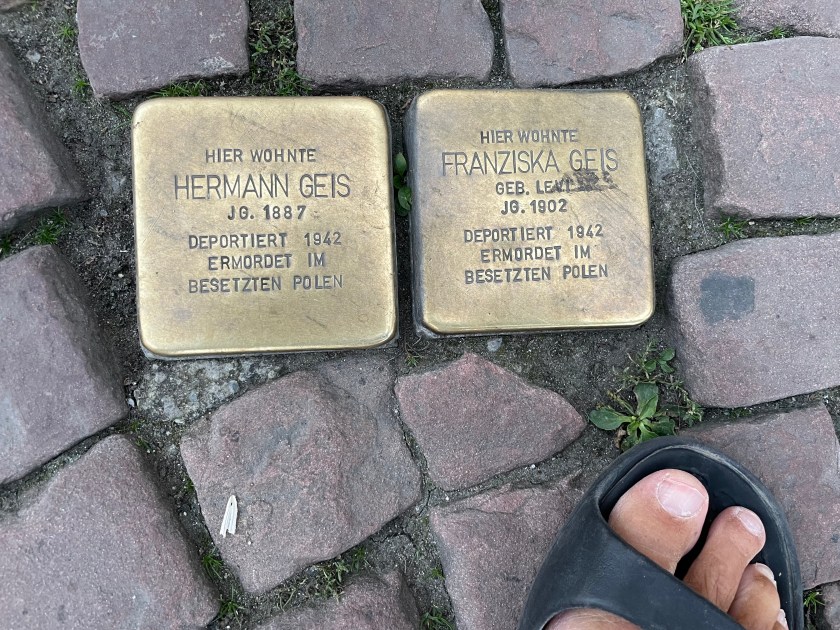 HIER WOHNTE
HERMANN GEIS
JG. 1887
DEPORTIERT 1942
ERMORDET IM
BESETZTEN POLEN
HIER WOHNTE
FRANZISKA GEIS
GEB. LEVI
JG. 1902
DEPORTIERT 1942
ERMORDET IM
BESETZTEN POLEN